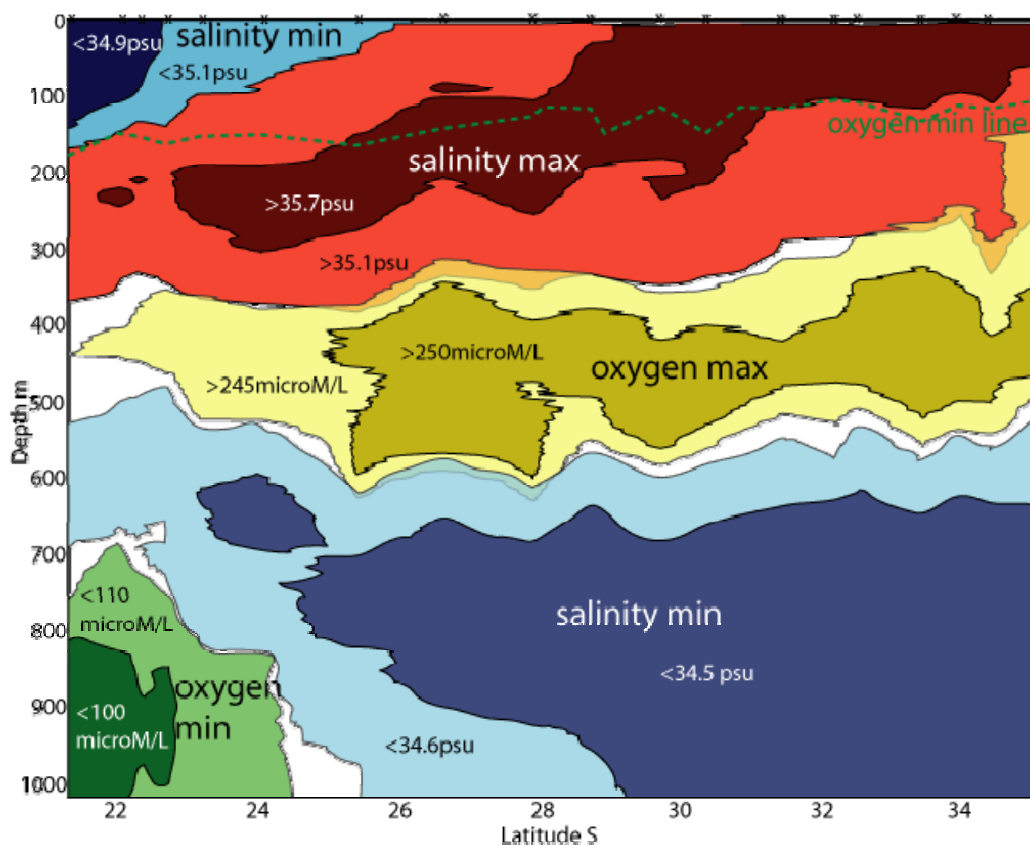 0
<34.9psu
salinity min
<35.1psu
100
oxygen min line
200
salinity max
>35.7psu
300
>35.1psu
400
>250microM/L
oxygen max
>245microM/L
500
Depth m
600
700
<110
microM/L
salinity min
800
<34.5 psu
oxygen
min
900
<100
microM/L
<34.6psu
1000
22
24
26
28
30
32
34
Latitude S